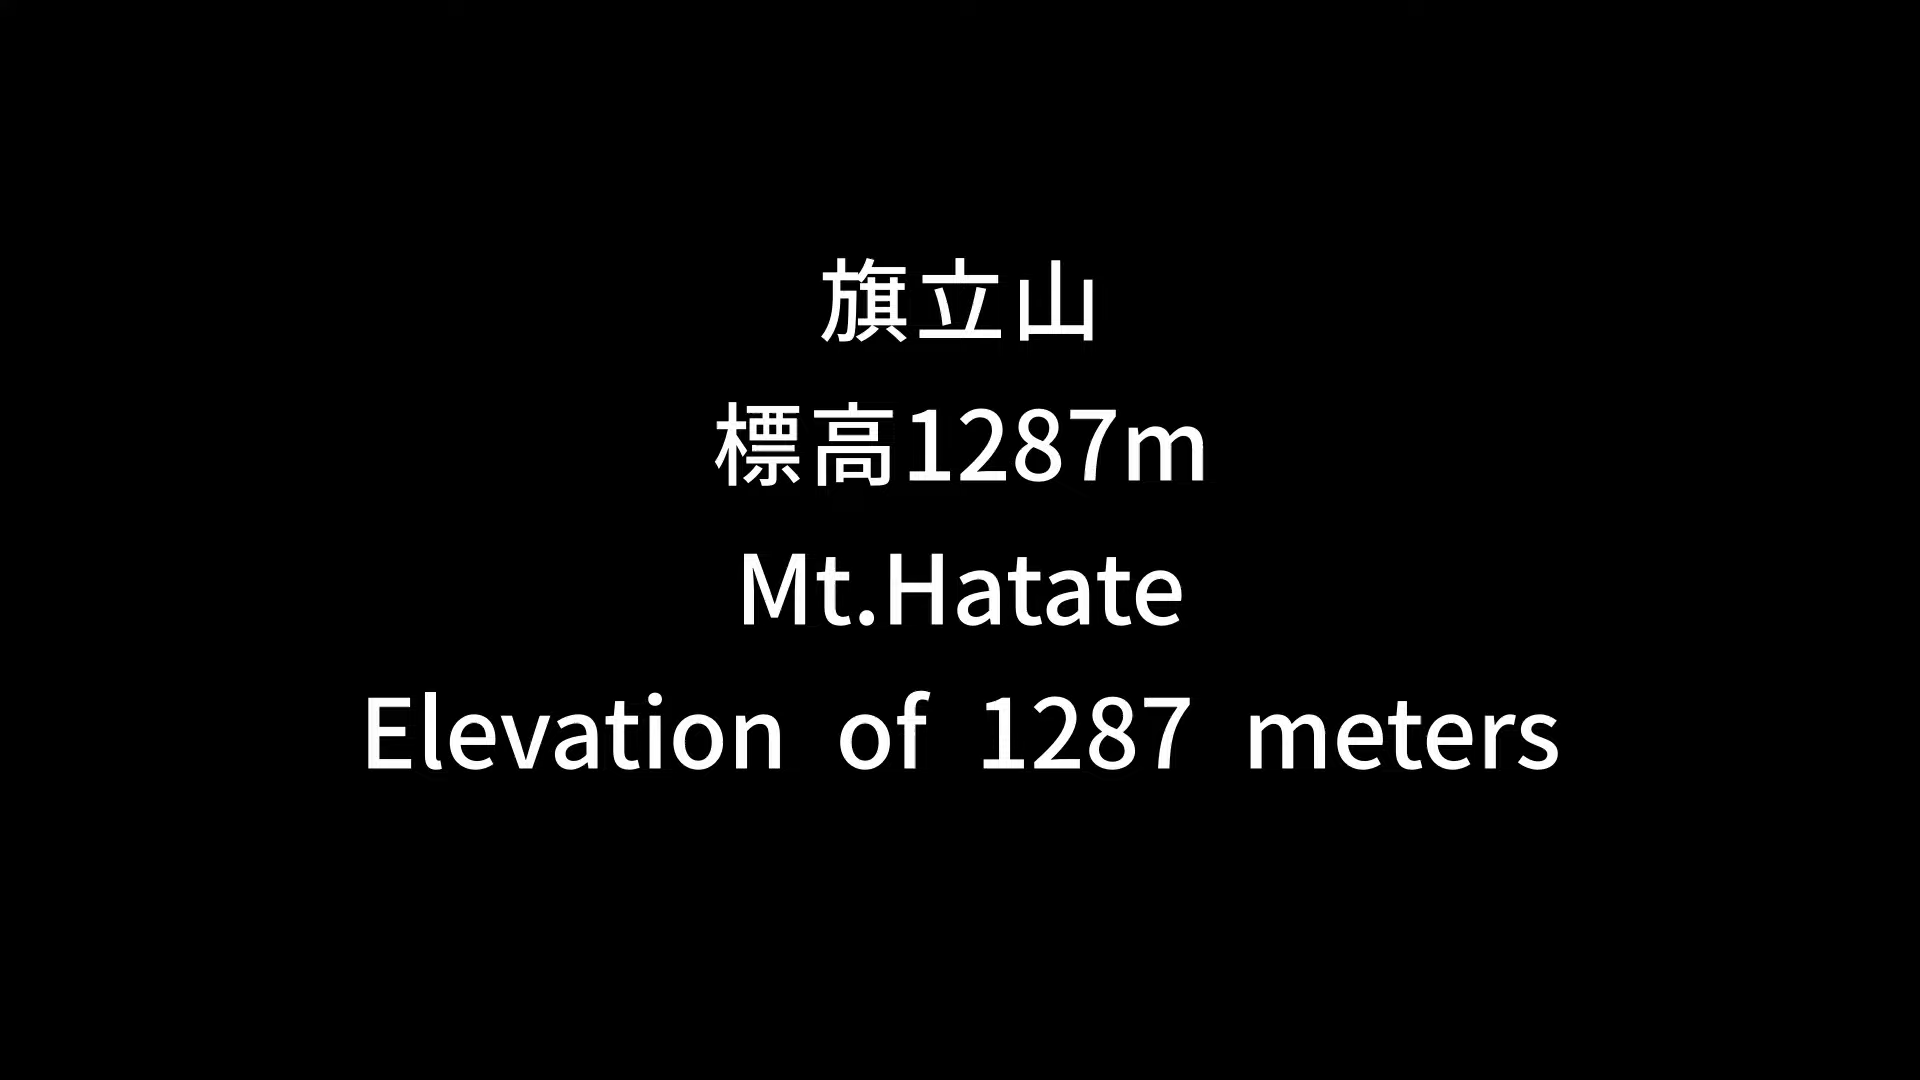 旗立山
標高1287m
Mt.Hatate
Elevation of 1287 meters